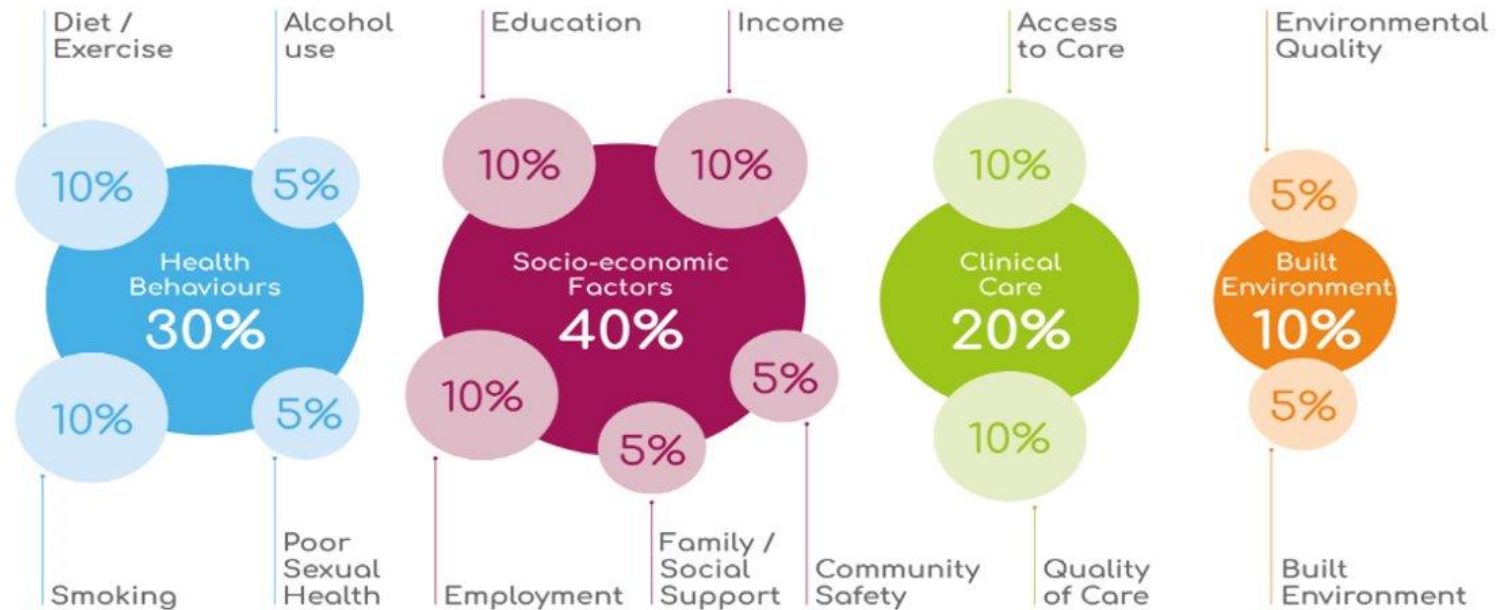 Diet /
Exercise
Alcohol
use
Education
Income
Access
to Care
Environmental
Quality
10%
5%
10%
10%
10%
5%
Health
Behaviours
30%
Socio-economic
Factors
40%
Clinical
Care
20%
Built
Environment
10%
10%
5%
10%
5%
5%
10%
5%
Smoking
Poor
Sexual
Health
Employment
Family /
Social
Support
Community
Safety
Quality
of Care
Built
Environment